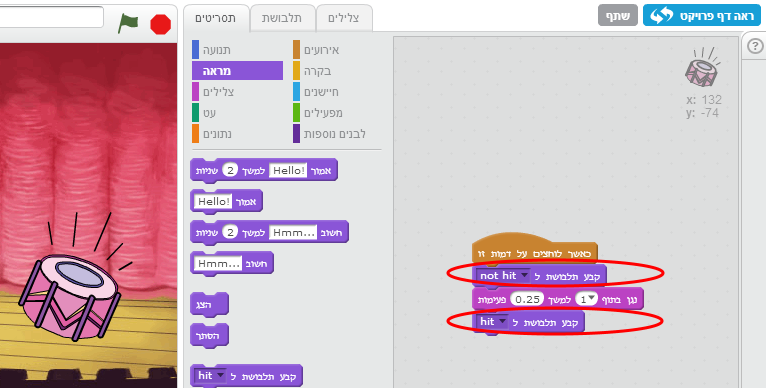 ראה דף פרויקט
שתף
צלילים
תלבושת
תסריטים
אירועים
תנועה
בקרה
מראה
חיישנים
צלילים
מפעילים
עט
לבנים נוספות
נתונים
אמור Hello! למשך 2 שניות
אמור Hello!
חשוב Hmm... למשך 2 שניות
חשוב Hmm...
הצג
הסתר
קבע תלבושת ל hit
?
x: 132
y: -74
כאשר לוחצים על דמות זו
קבע תלבושת ל not hit
נגן בתוף 1 למשך 0.25 פעימות
קבע תלבושת ל hit